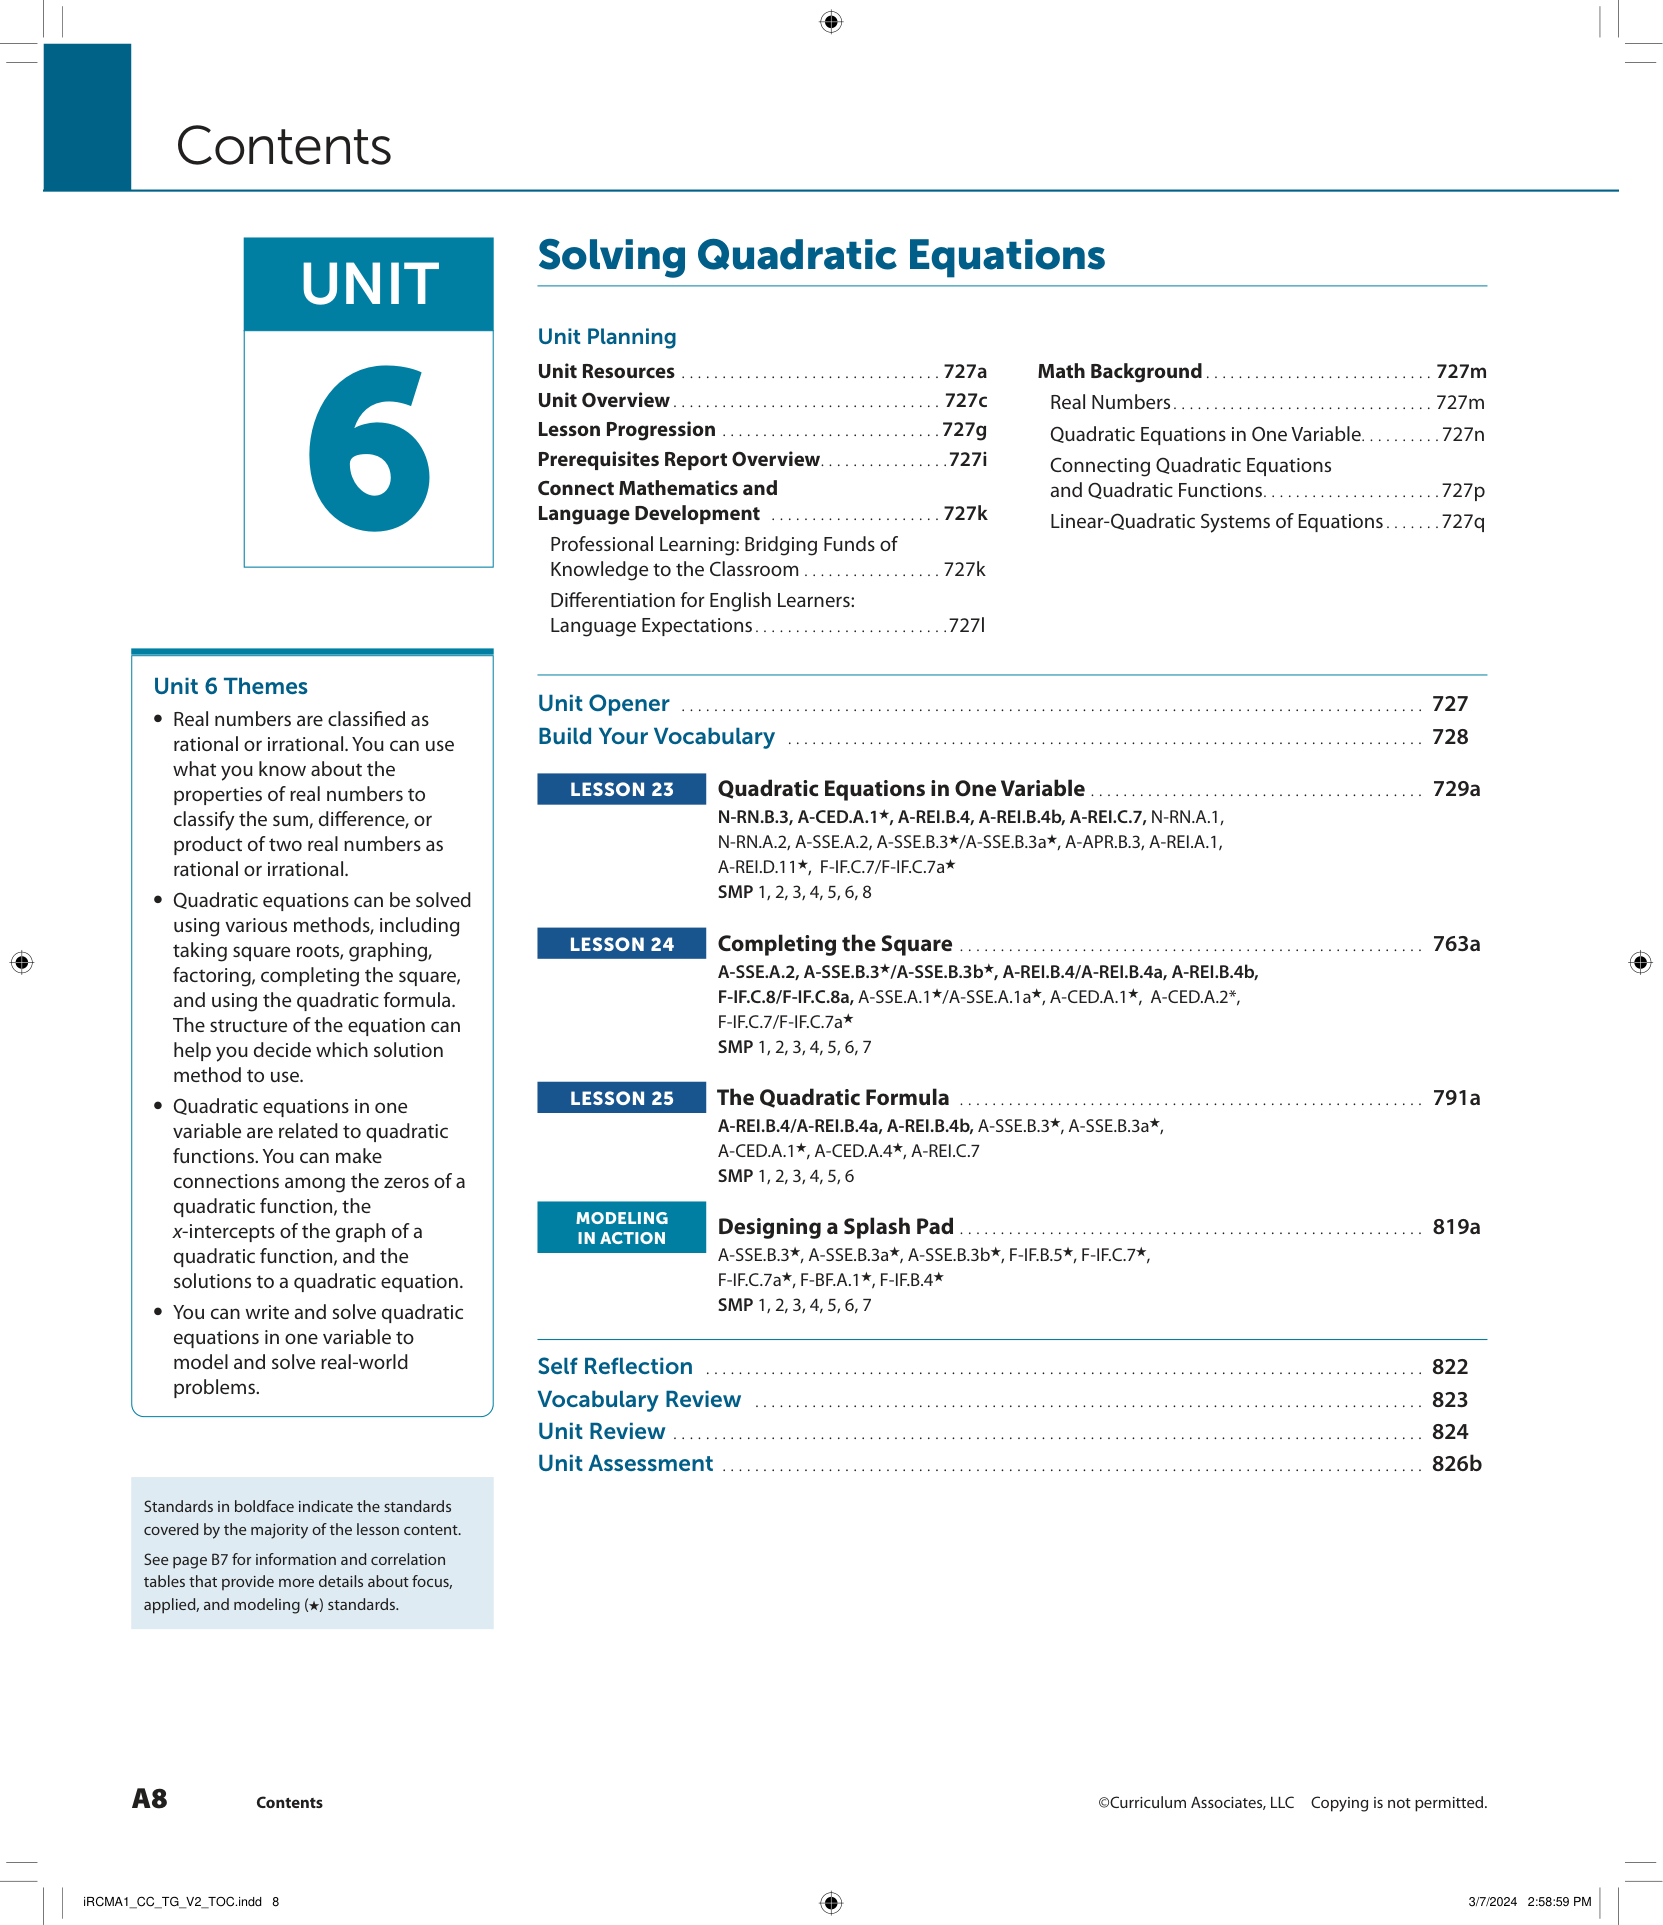 Contents
UNIT
6
Solving Quadratic Equations
Unit Planning
Unit Resources 727a
Unit Overview 727c
Lesson Progression 727g
Prerequisites Report Overview 727i
Connect Mathematics and
Language Development 727k
Professional Learning: Bridging Funds of
Knowledge to the Classroom 727k
Differentiation for English Learners:
Language Expectations 727l
Math Background 727m
Real Numbers 727m
Quadratic Equations in One Variable 727n
Connecting Quadratic Equations
and Quadratic Functions 727p
Linear-Quadratic Systems of Equations 727q
Unit 6 Themes
• Real numbers are classified as
rational or irrational. You can use
what you know about the
properties of real numbers to
classify the sum, difference, or
product of two real numbers as
rational or irrational.
• Quadratic equations can be solved
using various methods, including
taking square roots, graphing,
factoring, completing the square,
and using the quadratic formula.
The structure of the equation can
help you decide which solution
method to use.
• Quadratic equations in one
variable are related to quadratic
functions. You can make
connections among the zeros of a
quadratic function, the
x-intercepts of the graph of a
quadratic function, and the
solutions to a quadratic equation.
• You can write and solve quadratic
equations in one variable to
model and solve real-world
problems.
Standards in boldface indicate the standards
covered by the majority of the lesson content.
See page B7 for information and correlation
tables that provide more details about focus,
applied, and modeling (★) standards.
Unit Opener 727
Build Your Vocabulary 728
LESSON 23 Quadratic Equations in One Variable 729a
N-RN.B.3, A-CED.A.1★, A-REI.B.4, A-REI.B.4b, A-REI.C.7, N-RN.A.1,
N-RN.A.2, A-SSE.A.2, A-SSE.B.3★/A-SSE.B.3a★, A-APR.B.3, A-REI.A.1,
A-REI.D.11★, F-IF.C.7/F-IF.C.7a★
SMP 1, 2, 3, 4, 5, 6, 8
LESSON 24 Completing the Square 763a
A-SSE.A.2, A-SSE.B.3★/A-SSE.B.3b★, A-REI.B.4/A-REI.B.4a, A-REI.B.4b,
F-IF.C.8/F-IF.C.8a, A-SSE.A.1★/A-SSE.A.1a★, A-CED.A.1★, A-CED.A.2*,
F-IF.C.7/F-IF.C.7a★
SMP 1, 2, 3, 4, 5, 6, 7
LESSON 25 The Quadratic Formula 791a
A-REI.B.4/A-REI.B.4a, A-REI.B.4b, A-SSE.B.3★, A-SSE.B.3a★,
A-CED.A.1★, A-CED.A.4★, A-REI.C.7
SMP 1, 2, 3, 4, 5, 6
MODELING
IN ACTION
Designing a Splash Pad 819a
A-SSE.B.3★, A-SSE.B.3a★, A-SSE.B.3b★, F-IF.B.5★, F-IF.C.7★,
F-IF.C.7a★, F-BF.A.1★, F-IF.B.4★
SMP 1, 2, 3, 4, 5, 6, 7
Self Reflection 822
Vocabulary Review 823
Unit Review 824
Unit Assessment 826b
A8 Contents
©Curriculum Associates, LLC Copying is not permitted.
iRCMA1_CC_TG_V2_TOC.indd 8
3/7/2024 2:58:59 PM